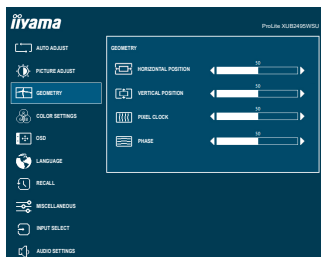 iiyama
ProLite XUB2495WSU
AUTO ADJUST
PICTURE ADJUST
GEOMETRY
COLOR SETTINGS
OSD
LANGUAGE
RECALL
MISCELLANEOUS
INPUT SELECT
AUDIO SETTINGS
GEOMETRY
HORIZONTAL POSITION
50
VERTICAL POSITION
50
PIXEL CLOCK
50
PHASE
50